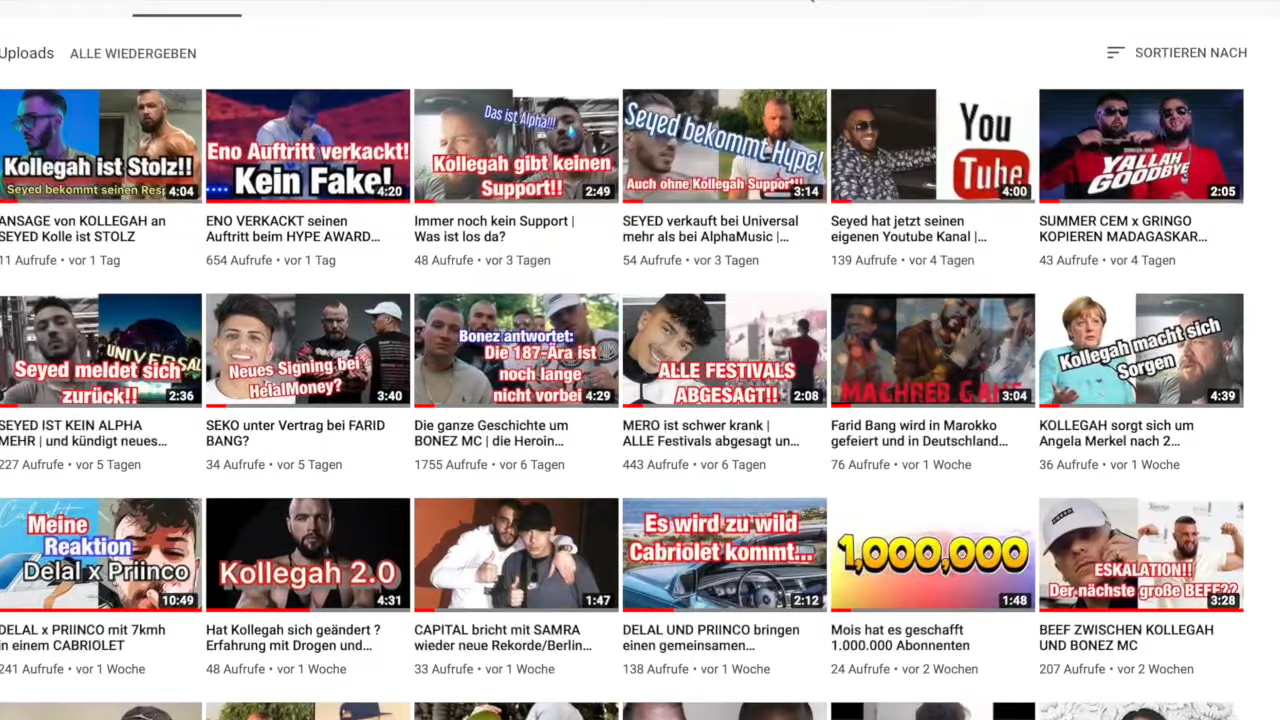 Uploads ALLE WIEDERGEBEN SORTIEREN NACH
Kollegah ist Stolz!!
Seyed bekommt seinen Resp
4:04
Eno Auftritt verkackt!
Kein Fake!
4:20
Das ist Alpha!!!
Kollegah gibt keinen
Support!!
2:49
Seyed bekommt Hype!
Auch ohne Kollegah Support!!!
3:14
You
Tube
4:00
YALLAH
GOODBYE
2:05
ANSAGE von KOLLEGAH an
SEYED Kolle ist STOLZ
11 Aufrufe • vor 1 Tag
ENO VERKACKT seinen
Auftritt beim HYPE AWARD...
654 Aufrufe • vor 1 Tag
Immer noch kein Support |
Was ist los da?
48 Aufrufe • vor 3 Tagen
SEYED verkauft bei Universal
mehr als bei AlphaMusic |...
54 Aufrufe • vor 3 Tagen
Seyed hat jetzt seinen
eigenen Youtube Kanal |...
139 Aufrufe • vor 4 Tagen
SUMMER CEM x GRINGO
KOPIEREN MADAGASKAR...
43 Aufrufe • vor 4 Tagen
UNIVERSAL
Seyed meldet sich
zurück!!
2:36
Neues Signing bei
HelalMoney?
3:40
Bonez antwortet:
Die 187-Ära ist
noch lange
nicht vorbei
4:29
ALLE FESTIVALS
ABGESAGT!!
2:08
MAGHREB GANG
3:04
Kollegah macht sich
Sorgen
4:39
SEYED IST KEIN ALPHA
MEHR | und kündigt neues...
227 Aufrufe • vor 5 Tagen
SEKO unter Vertrag bei FARID
BANG?
34 Aufrufe • vor 5 Tagen
Die ganze Geschichte um
BONEZ MC | die Heroin...
1755 Aufrufe • vor 6 Tagen
MERO ist schwer krank |
ALLE Festivals abgesagt un...
443 Aufrufe • vor 6 Tagen
Farid Bang wird in Marokko
gefeiert und in Deutschland...
76 Aufrufe • vor 1 Woche
KOLLEGAH sorgt sich um
Angela Merkel nach 2...
36 Aufrufe • vor 1 Woche
Meine
Reaktion
Delal x Priinco
10:49
Kollegah 2.0
4:31
1:47
Es wird zu wild
Cabriolet kommt...
2:12
1,000,000
1:48
ESKALATION!!
Der nächste große BEEF??
3:28
DELAL x PRIINCO mit 7kmh
in einem CABRIOLET
241 Aufrufe • vor 1 Woche
Hat Kollegah sich geändert ?
Erfahrung mit Drogen und...
48 Aufrufe • vor 1 Woche
CAPITAL bricht mit SAMRA
wieder neue Rekorde/Berlin...
33 Aufrufe • vor 1 Woche
DELAL UND PRIINCO bringen
einen gemeinsamen...
138 Aufrufe • vor 1 Woche
Mois hat es geschafft
1.000.000 Abonnenten
24 Aufrufe • vor 2 Wochen
BEEF ZWISCHEN KOLLEGAH
UND BONEZ MC
207 Aufrufe • vor 2 Wochen